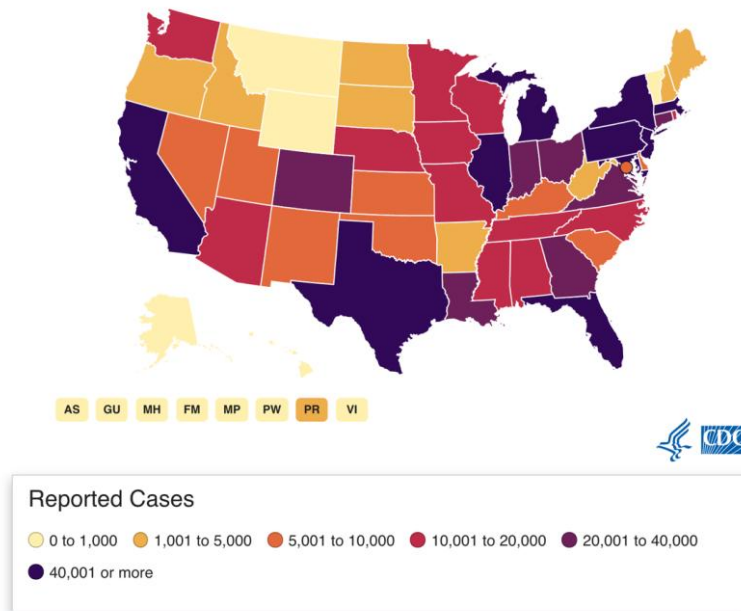 AS GU MH FM MP PW PR VI
CDC
Reported Cases
0 to 1,000 1,001 to 5,000 5,001 to 10,000 10,001 to 20,000 20,001 to 40,000
40,001 or more